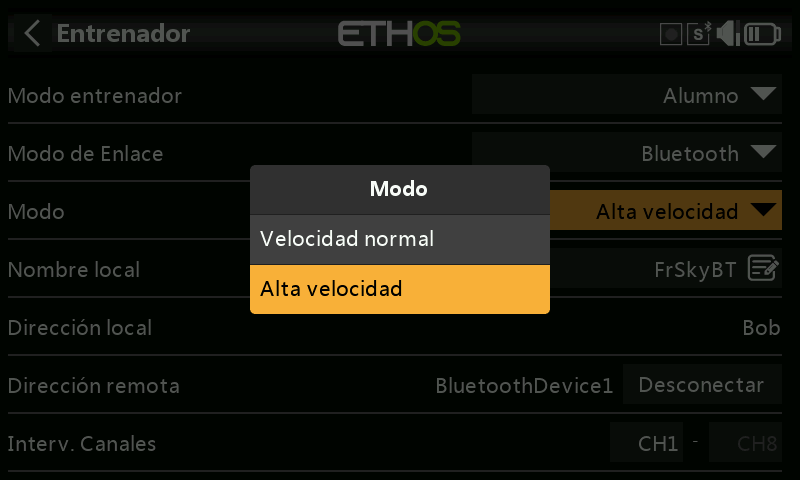 Entrenador
ETHOS
S
Modo entrenador
Alumno
Modo de Enlace
Bluetooth
Modo
Modo
Alta velocidad
Velocidad normal
Alta velocidad
Nombre local
FrSkyBT
Dirección local
Bob
Dirección remota
BluetoothDevice1
Desconectar
Interv. Canales
CH1 - CH8